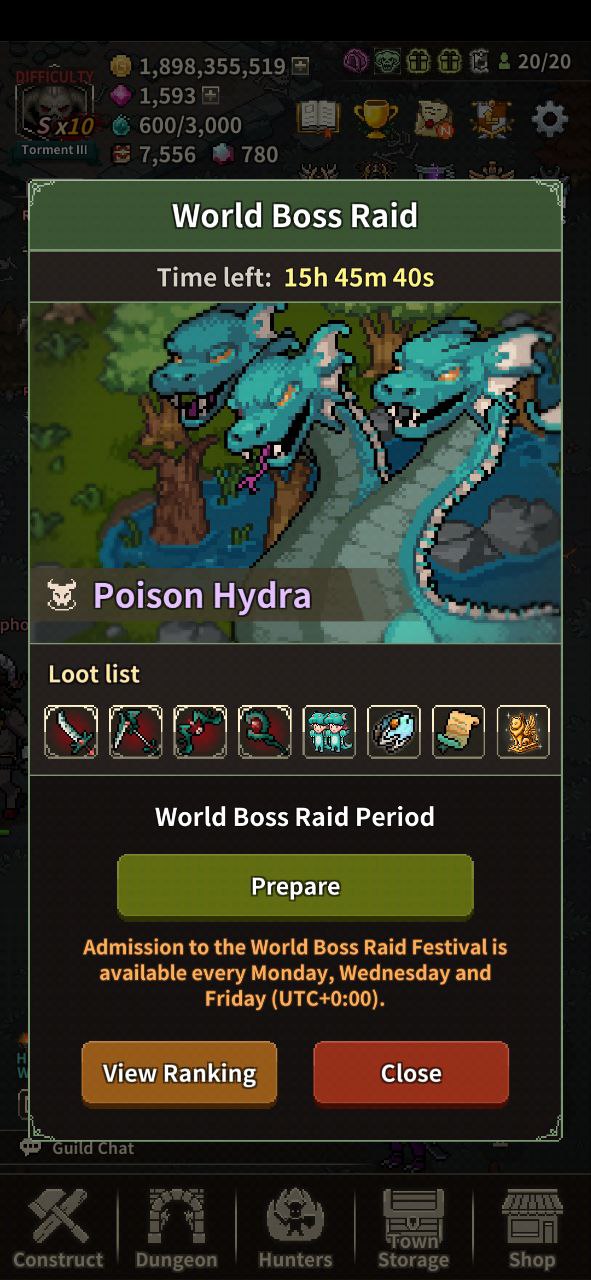 DIFFICULTY
S x10
Torment III
1,898,355,519
1,593
600/3,000
7,556 780
20/20
World Boss Raid
Time left: 15h 45m 40s
Poison Hydra
Loot list
World Boss Raid Period
Prepare
Admission to the World Boss Raid Festival is
available every Monday, Wednesday and
Friday (UTC+0:00).
View Ranking
Close
Guild Chat
Construct
Dungeon
Hunters
Town
Storage
Shop